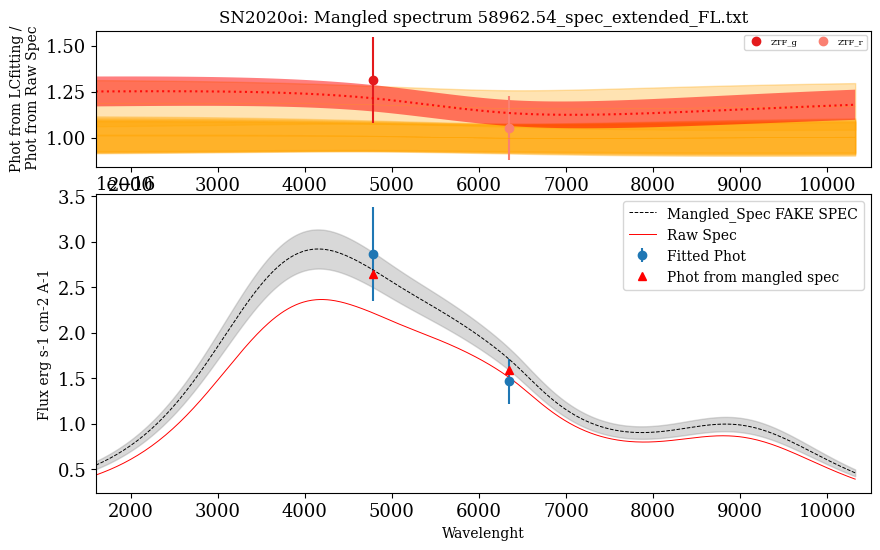 SN2020oi: Mangled spectrum 58962.54_spec_extended_FL.txt
Phot from LCfitting /
Phot from Raw Spec
1.50
1.25
1.00
ZTF_g
ZTF_r
2000 3000 4000 5000 6000 7000 8000 9000 10000
1e−16
3.5
3.0
2.5
2.0
1.5
1.0
0.5
Flux erg s-1 cm-2 A-1
Mangled_Spec FAKE SPEC
Raw Spec
Fitted Phot
Phot from mangled spec
2000 3000 4000 5000 6000 7000 8000 9000 10000
Wavelenght